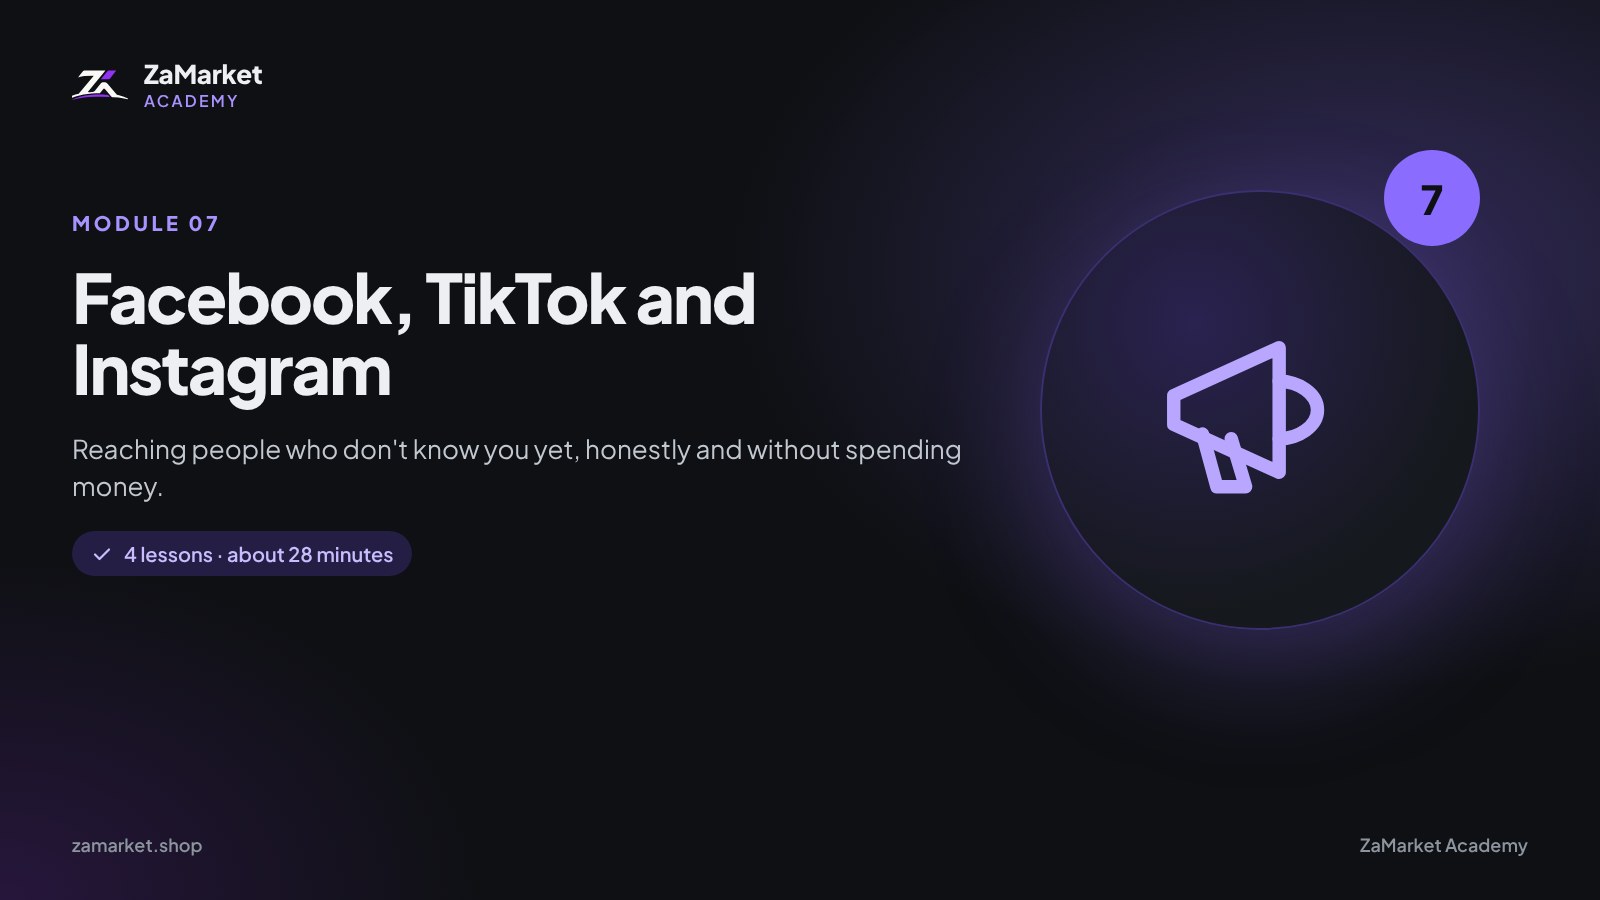 ZaMarket
ACADEMY
7
MODULE 07
Facebook, TikTok and
Instagram
Reaching people who don't know you yet, honestly and without spending
money.
4 lessons · about 28 minutes
zamarket.shop
ZaMarket Academy